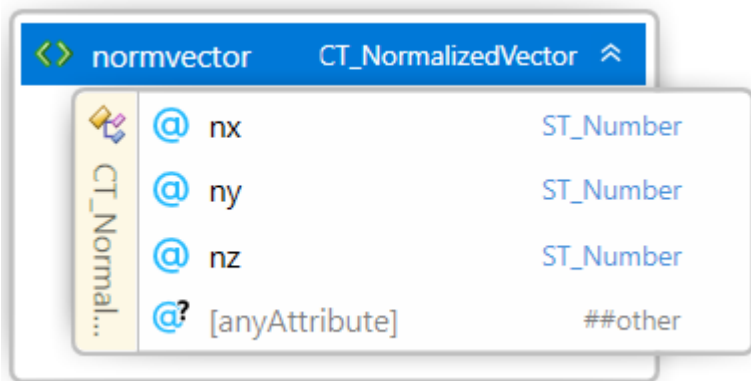 <> normvector CT_NormalizedVector
@ nx ST_Number
@ ny ST_Number
@ nz ST_Number
@? [anyAttribute] ##other
CT_Normal...